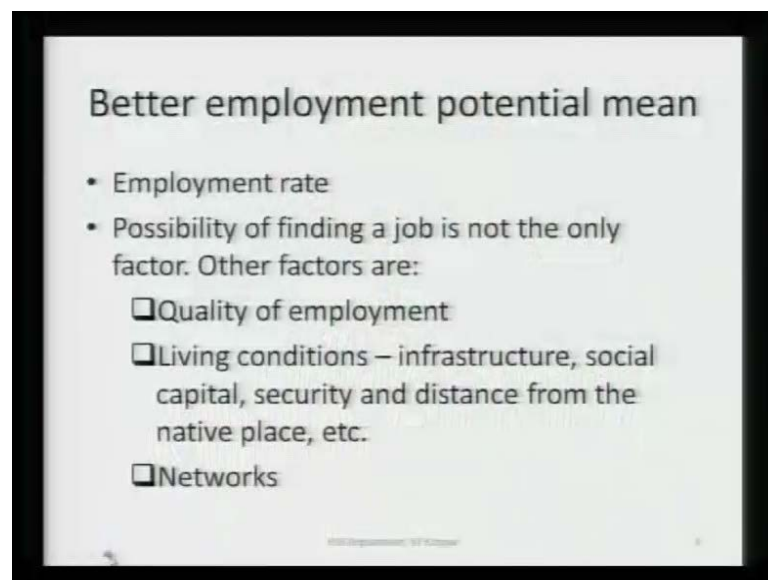 Better employment potential mean
• Employment rate
• Possibility of finding a job is not the only
factor. Other factors are:
❑Quality of employment
❑Living conditions – infrastructure, social
capital, security and distance from the
native place, etc.
❑Networks